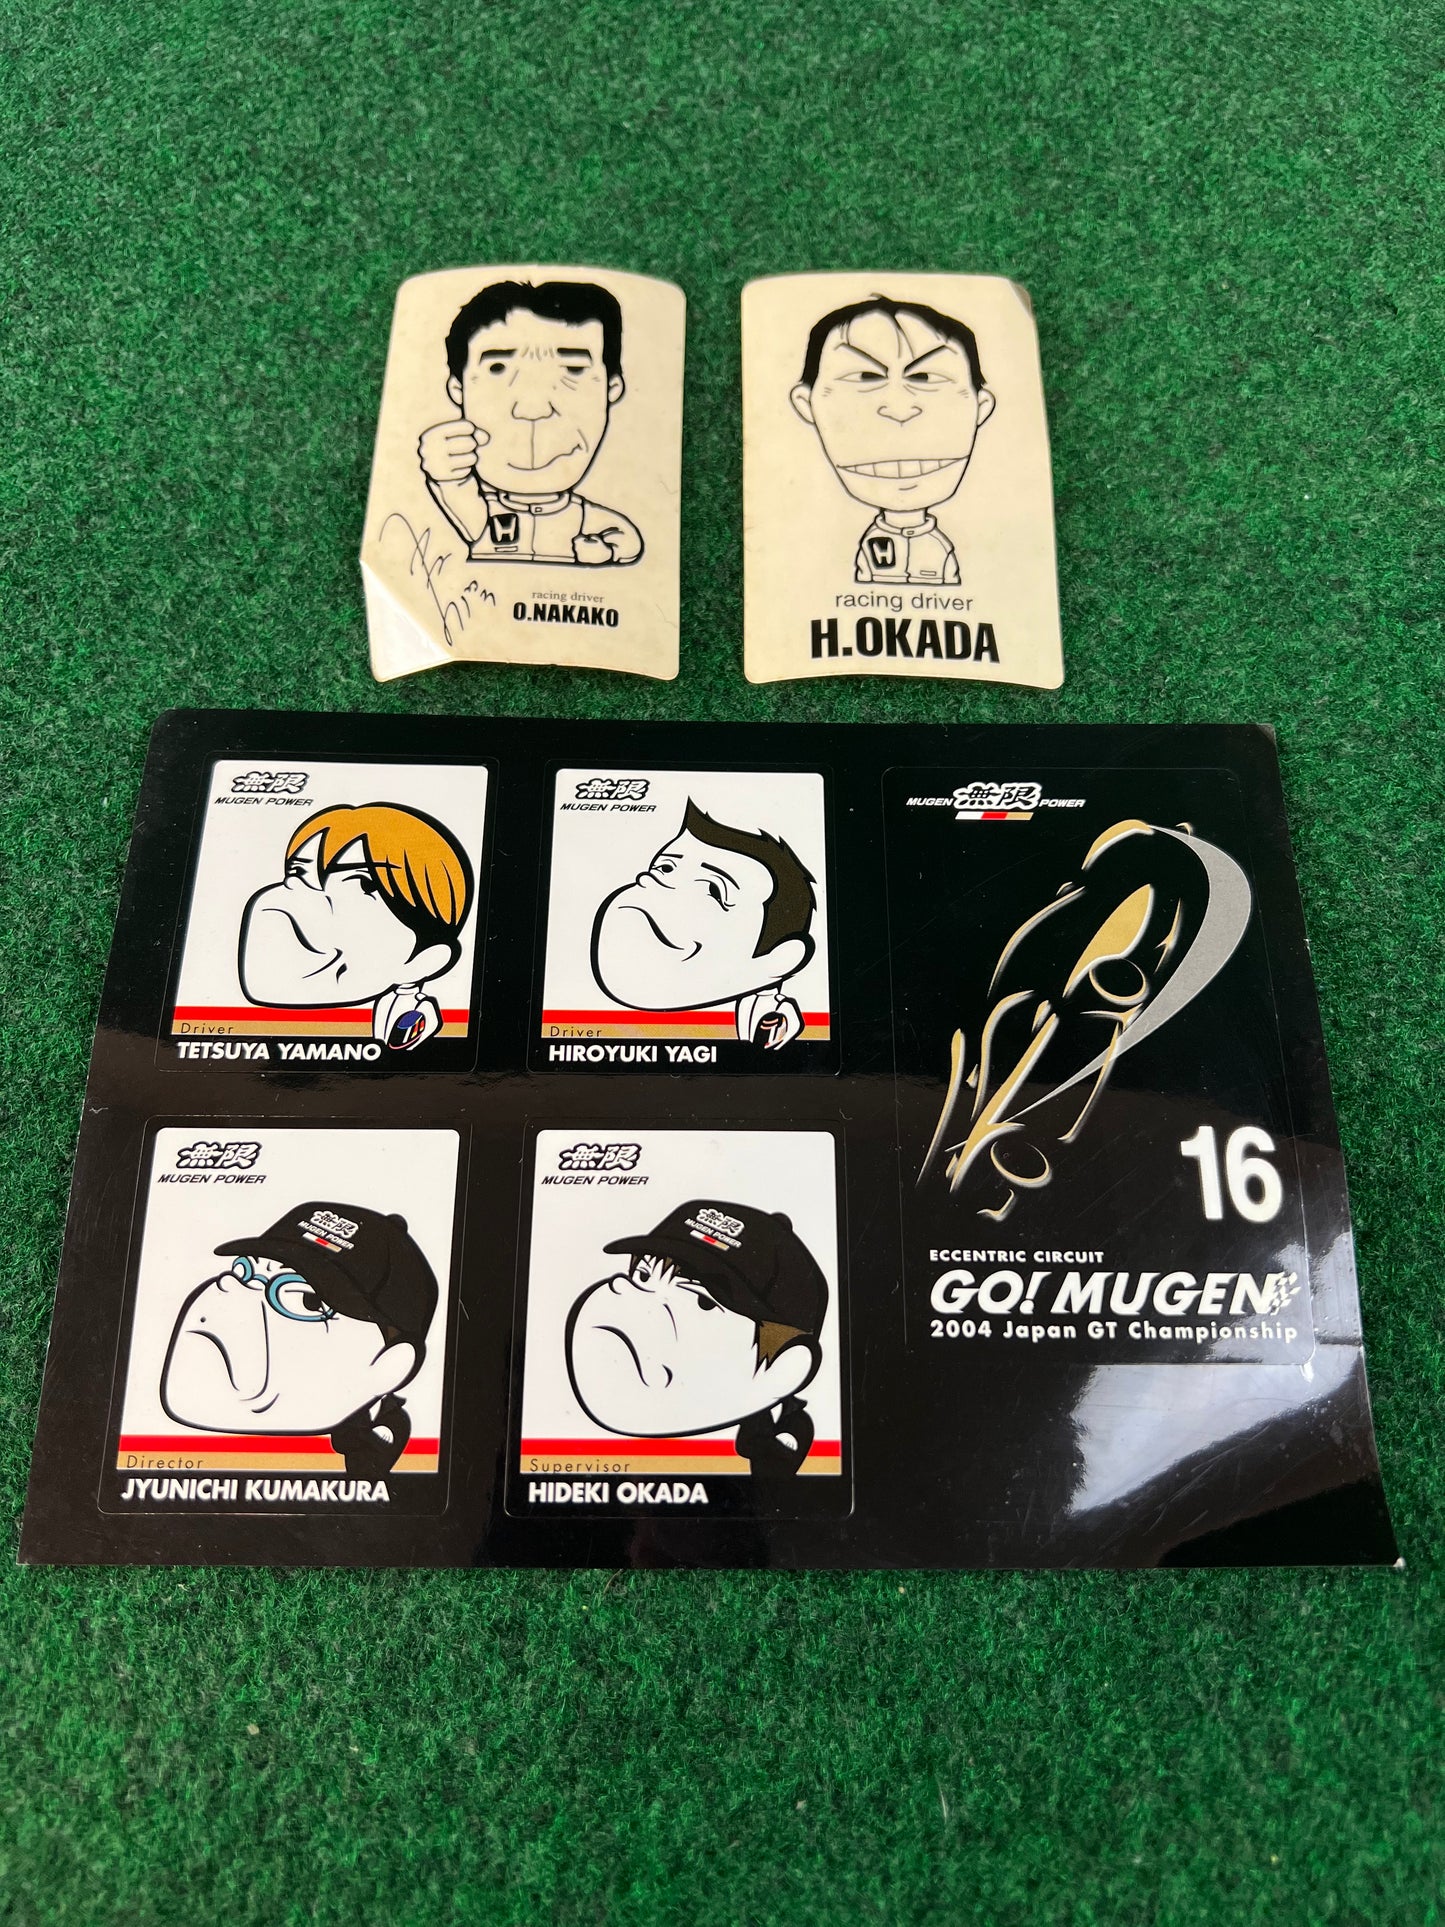 racing driver
O.NAKAKO
racing driver
H.OKADA
無限
MUGEN POWER
Driver
TETSUYA YAMANO
無限
MUGEN POWER
Driver
HIROYUKI YAGI
MUGEN 無限 POWER
16
ECCENTRIC CIRCUIT
GO! MUGEN
2004 Japan GT Championship
無限
MUGEN POWER
無限
MUGEN POWER
Director
JYUNICHI KUMAKURA
無限
MUGEN POWER
無限
MUGEN POWER
Supervisor
HIDEKI OKADA